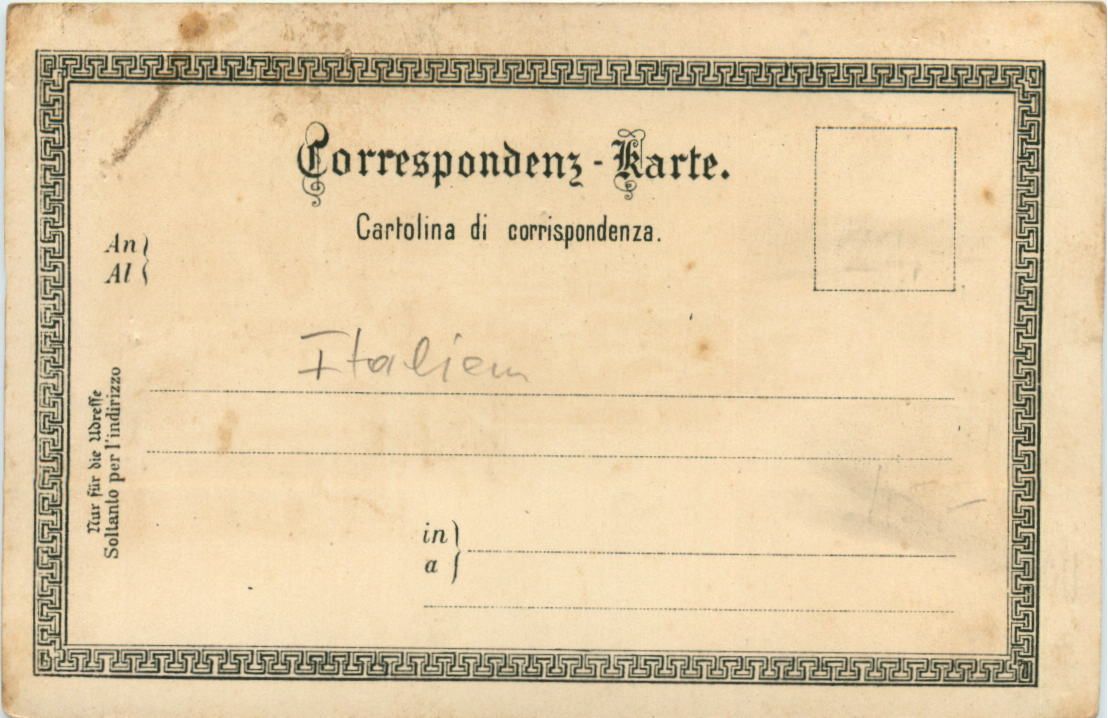 Correspondenz-Karte.
Cartolina di corrispondenza.
An
Al
Italien
Nur für die Adresse
Soltanto per l'indirizzo
in
a